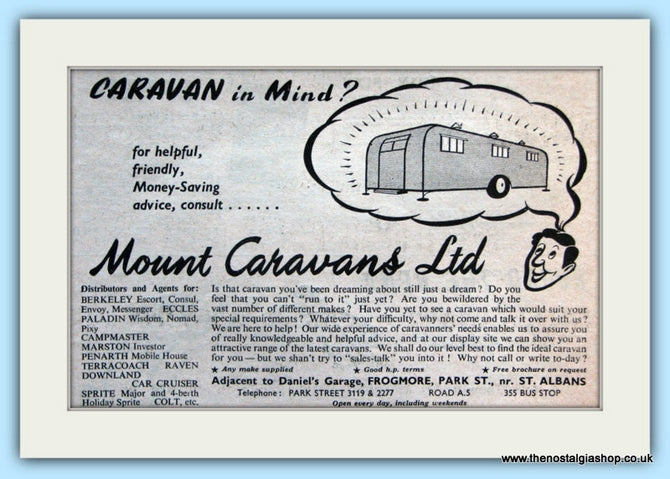 CARAVAN in Mind?
for helpful,
friendly,
Money-Saving
advice, consult . . . . . .
Mount Caravans Ltd
Distributors and Agents for:
BERKELEY Escort, Consul,
Envoy, Messenger ECCLES
PALADIN Wisdom, Nomad,
Pixy
CAMPMASTER
MARSTON Investor
PENARTH Mobile House
TERRACOACH RAVEN
DOWNLAND
CAR CRUISER
SPRITE Major and 4-berth
Holiday Sprite COLT, etc.
Is that caravan you've been dreaming about still just a dream? Do you
feel that you can't "run to it" just yet? Are you bewildered by the
vast number of different makes? Have you yet to see a caravan which would suit your
special requirements? Whatever your difficulty, why not come and talk it over with us?
We are here to help! Our wide experience of caravanners' needs enables us to assure you
of really knowledgeable and helpful advice, and at our display site we can show you an
attractive range of the latest caravans. We shall do our level best to find the ideal caravan
for you — but we shan't try to "sales-talk" you into it! Why not call or write to-day?
★ Any make supplied ★ Good h.p. terms ★ Free brochure on request
Adjacent to Daniel's Garage, FROGMORE, PARK ST., nr. ST. ALBANS
Telephone: PARK STREET 3119 & 2277 ROAD A.5 355 BUS STOP
Open every day, including weekends
www.thenostalgiashop.co.uk